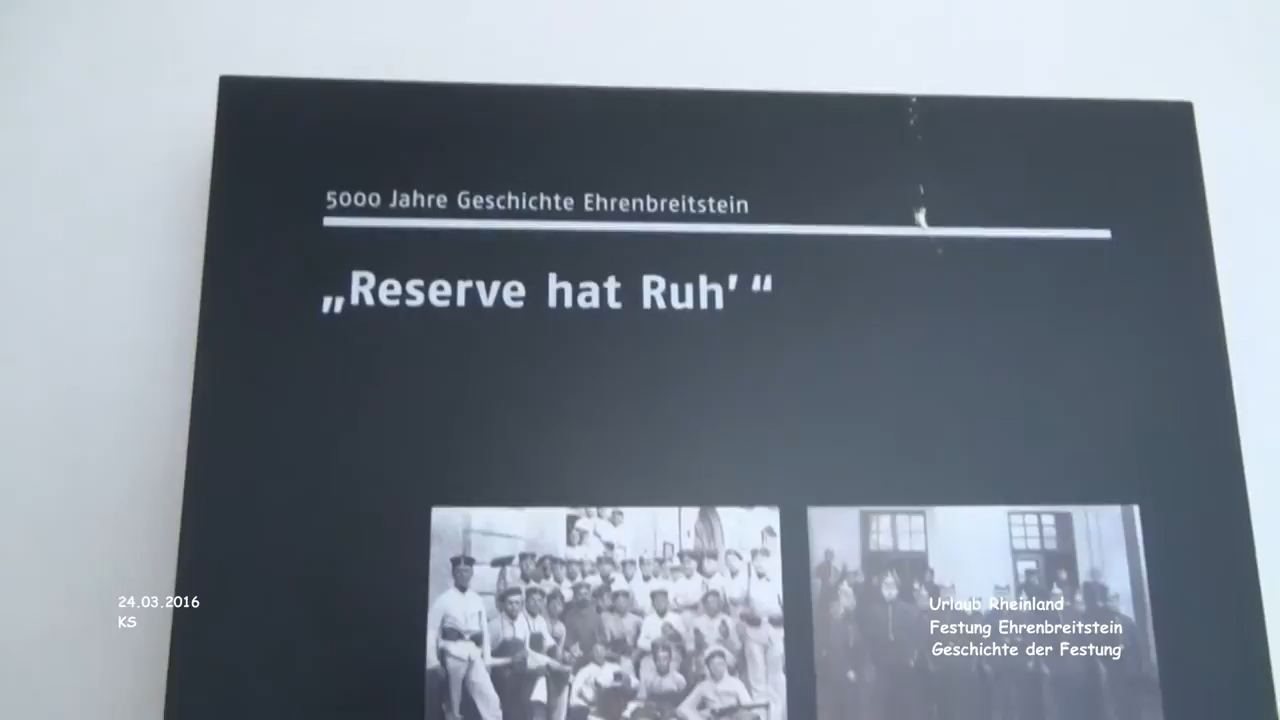 5000 Jahre Geschichte Ehrenbreitstein
„Reserve hat Ruh’ “
24.03.2016
KS
Urlaub Rheinland
Festung Ehrenbreitstein
Geschichte der Festung